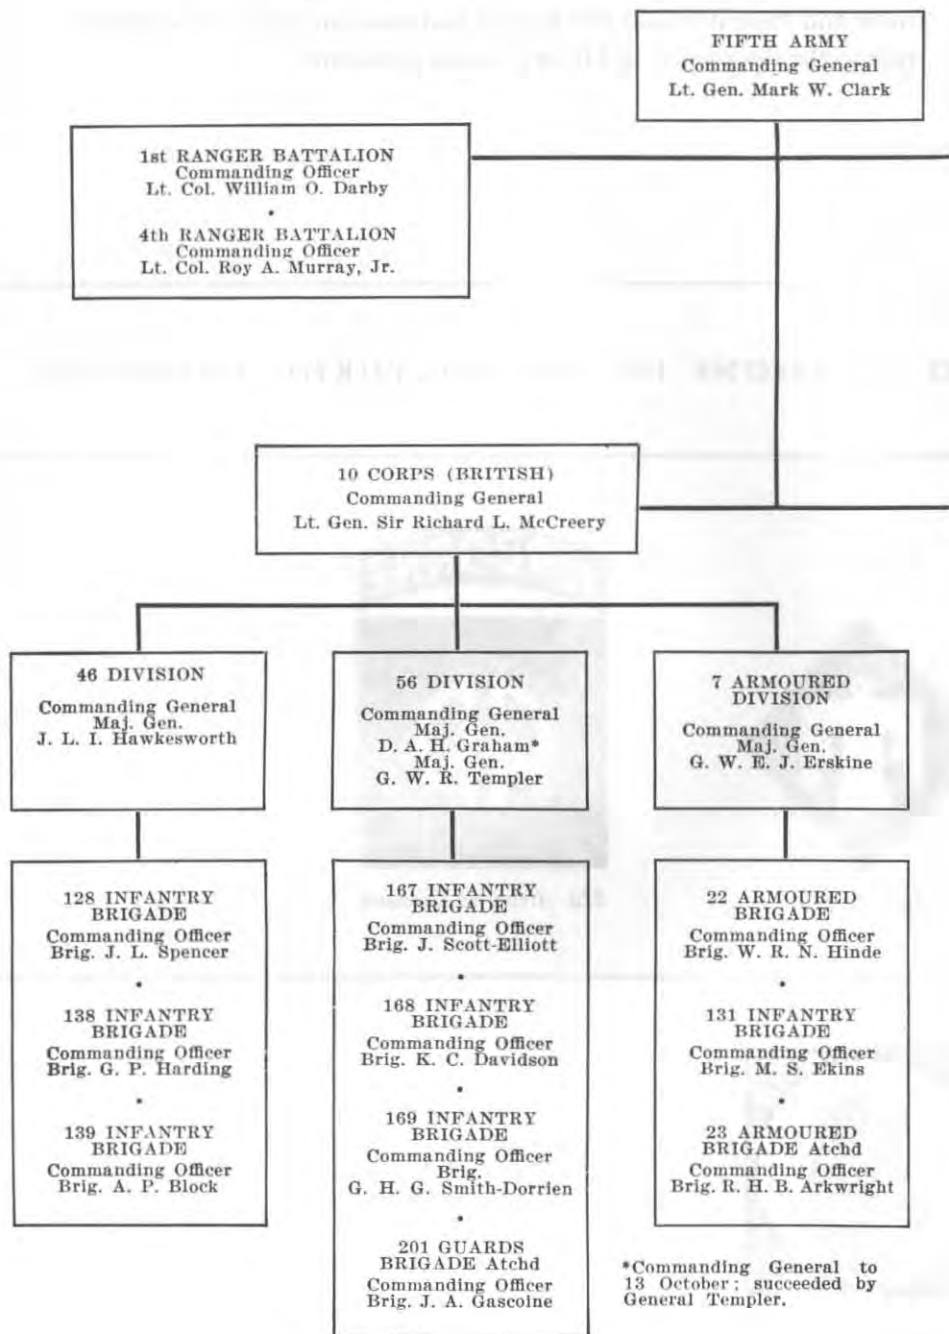 FIFTH ARMY
Commanding General
Lt. Gen. Mark W. Clark
1st RANGER BATTALION
Commanding Officer
Lt. Col. William O. Darby
•
4th RANGER BATTALION
Commanding Officer
Lt. Col. Roy A. Murray, Jr.
10 CORPS (BRITISH)
Commanding General
Lt. Gen. Sir Richard L. McCreery
46 DIVISION
Commanding General
Maj. Gen.
J. L. I. Hawkesworth
56 DIVISION
Commanding General
Maj. Gen.
D. A. H. Graham*
Maj. Gen.
G. W. R. Templer
7 ARMOURED
DIVISION
Commanding General
Maj. Gen.
G. W. E. J. Erskine
128 INFANTRY
BRIGADE
Commanding Officer
Brig. J. L. Spencer
•
138 INFANTRY
BRIGADE
Commanding Officer
Brig. G. P. Harding
•
139 INFANTRY
BRIGADE
Commanding Officer
Brig. A. P. Block
167 INFANTRY
BRIGADE
Commanding Officer
Brig. J. Scott-Elliott
•
168 INFANTRY
BRIGADE
Commanding Officer
Brig. K. C. Davidson
•
169 INFANTRY
BRIGADE
Commanding Officer
Brig.
G. H. G. Smith-Dorrien
•
201 GUARDS
BRIGADE Atchd
Commanding Officer
Brig. J. A. Gascoine
22 ARMOURED
BRIGADE
Commanding Officer
Brig. W. R. N. Hinde
•
131 INFANTRY
BRIGADE
Commanding Officer
Brig. M. S. Ekins
•
23 ARMOURED
BRIGADE Atchd
Commanding Officer
Brig. R. H. B. Arkwright
*Commanding General to
13 October; succeeded by
General Templer.